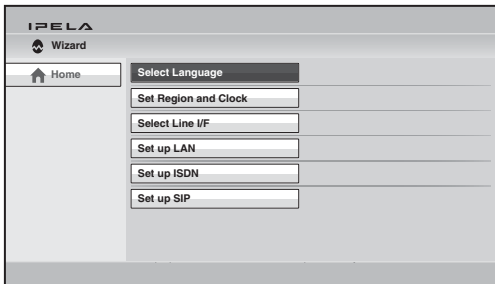 IPELA
Wizard
Home
Select Language
Set Region and Clock
Select Line I/F
Set up LAN
Set up ISDN
Set up SIP